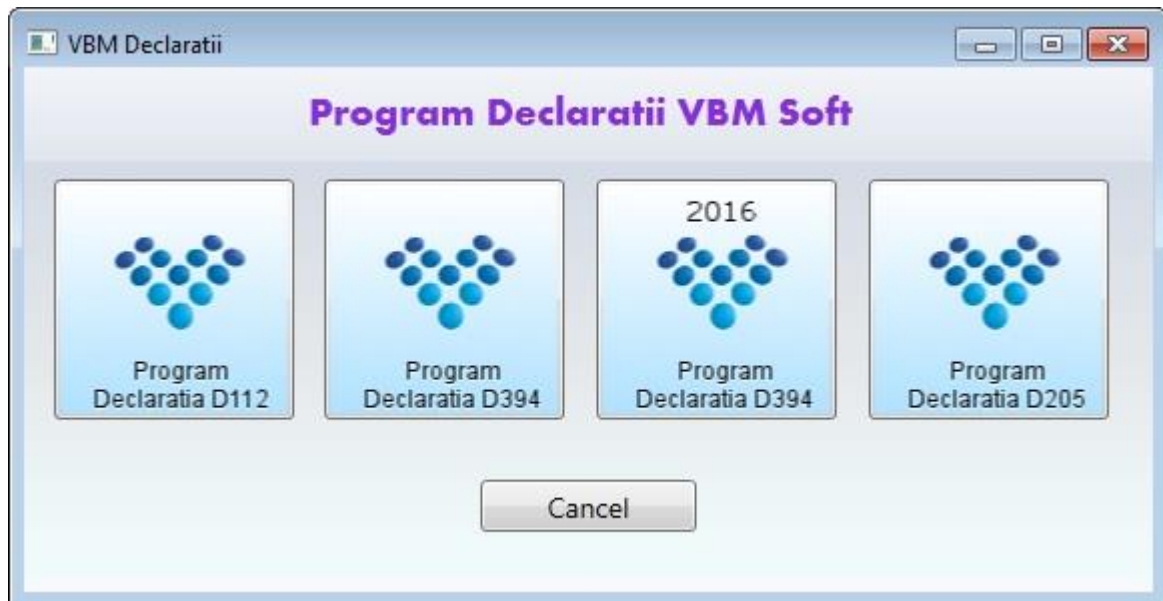 VBM Declaratii
Program Declaratii VBM Soft
Program
Declaratia D112
Program
Declaratia D394
2016
Program
Declaratia D394
Program
Declaratia D205
Cancel